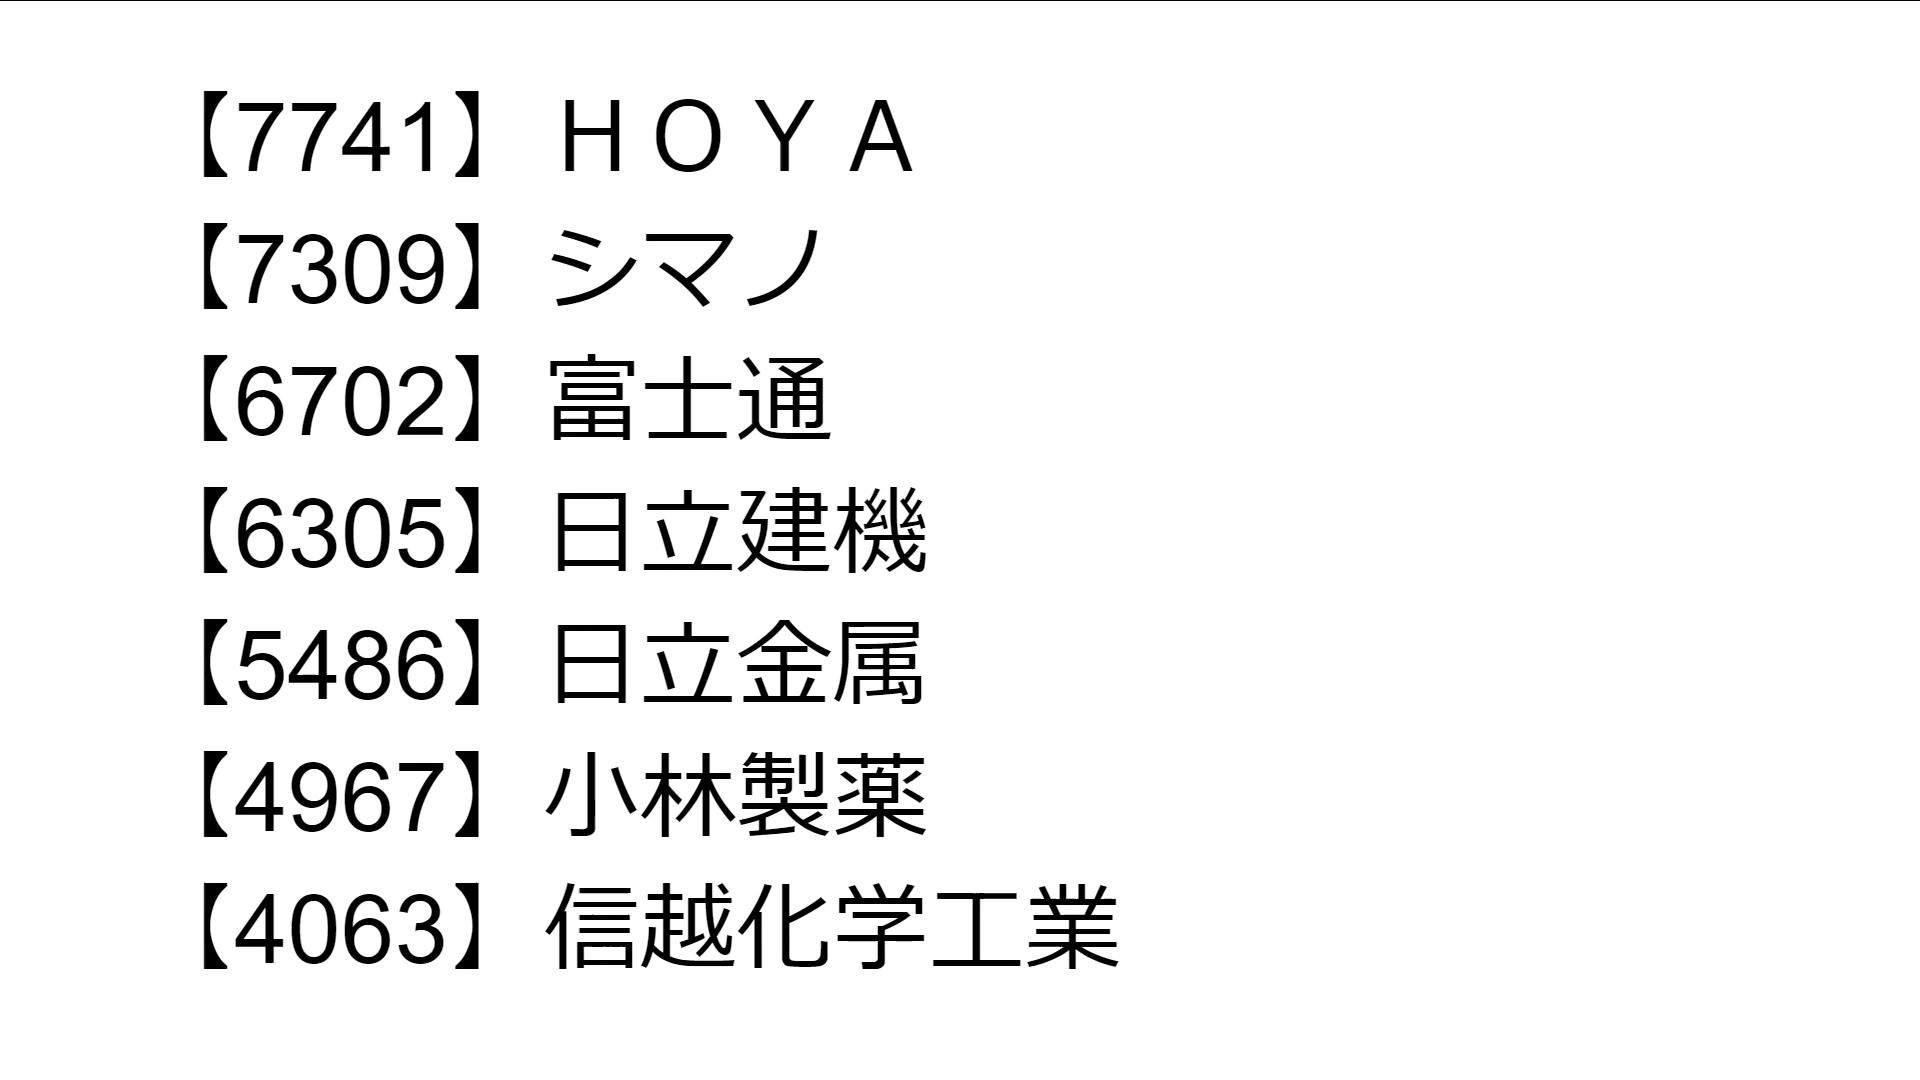 【7741】 ＨＯＹＡ
【7309】 シマノ
【6702】 富士通
【6305】 日立建機
【5486】 日立金属
【4967】 小林製薬
【4063】 信越化学工業